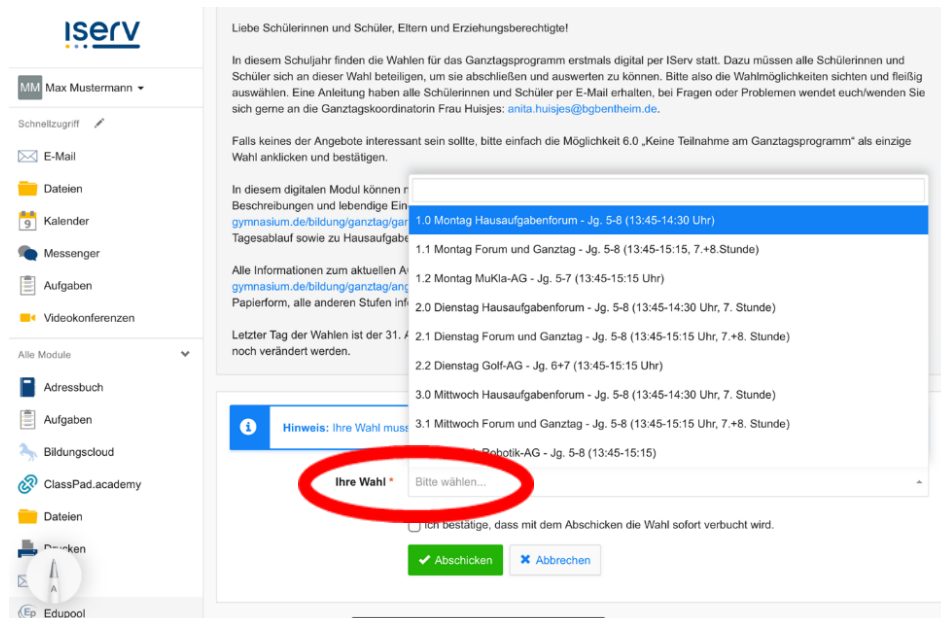 IServ
MM Max Mustermann
Schnellzugriff
E-Mail
Dateien
9 Kalender
Messenger
Aufgaben
Videokonferenzen
Alle Module
Adressbuch
Aufgaben
Bildungscloud
ClassPad.academy
Dateien
Drucken
A
Ep Edupool
Liebe Schülerinnen und Schüler, Eltern und Erziehungsberechtigte!
In diesem Schuljahr finden die Wahlen für das Ganztagsprogramm erstmals digital per IServ statt. Dazu müssen alle Schülerinnen und
Schüler sich an dieser Wahl beteiligen, um sie abschließen und auswerten zu können. Bitte also die Wahlmöglichkeiten sichten und fleißig
auswählen. Eine Anleitung haben alle Schülerinnen und Schüler per E-Mail erhalten, bei Fragen oder Problemen wendet euch/wenden Sie
sich gerne an die Ganztagskoordinatorin Frau Huisjes: anita.huisjes@bgbentheim.de.
Falls keines der Angebote interessant sein sollte, bitte einfach die Möglichkeit 6.0 „Keine Teilnahme am Ganztagsprogramm“ als einzige
Wahl anklicken und bestätigen.
In diesem digitalen Modul können
Beschreibungen und lebendige
gymnasium.de/bildung/ganztag/
Tagesablauf sowie zu
Alle Informationen zum aktuellen
gymnasium.de/bildung/ganztag/
Papierform, alle anderen Stufen
Letzter Tag der Wahlen ist der 31.
noch verändert werden.
1.0 Montag Hausaufgabenforum - Jg. 5-8 (13:45-14:30 Uhr)
1.1 Montag Forum und Ganztag - Jg. 5-8 (13:45-15:15, 7.+8.Stunde)
1.2 Montag MuKla-AG - Jg. 5-7 (13:45-15:15 Uhr)
2.0 Dienstag Hausaufgabenforum - Jg. 5-8 (13:45-14:30 Uhr, 7. Stunde)
2.1 Dienstag Forum und Ganztag - Jg. 5-8 (13:45-15:15 Uhr, 7.+8. Stunde)
2.2 Dienstag Golf-AG - Jg. 6+7 (13:45-15:15 Uhr)
3.0 Mittwoch Hausaufgabenforum - Jg. 5-8 (13:45-14:30 Uhr, 7. Stunde)
3.1 Mittwoch Forum und Ganztag - Jg. 5-8 (13:45-15:15 Uhr, 7.+8. Stunde)
Robotik-AG - Jg. 5-8 (13:45-15:15)
Hinweis: Ihre Wahl
Ihre Wahl * Bitte wählen...
Ich bestätige, dass mit dem Abschicken die Wahl sofort verbucht wird.
Abschicken Abbrechen